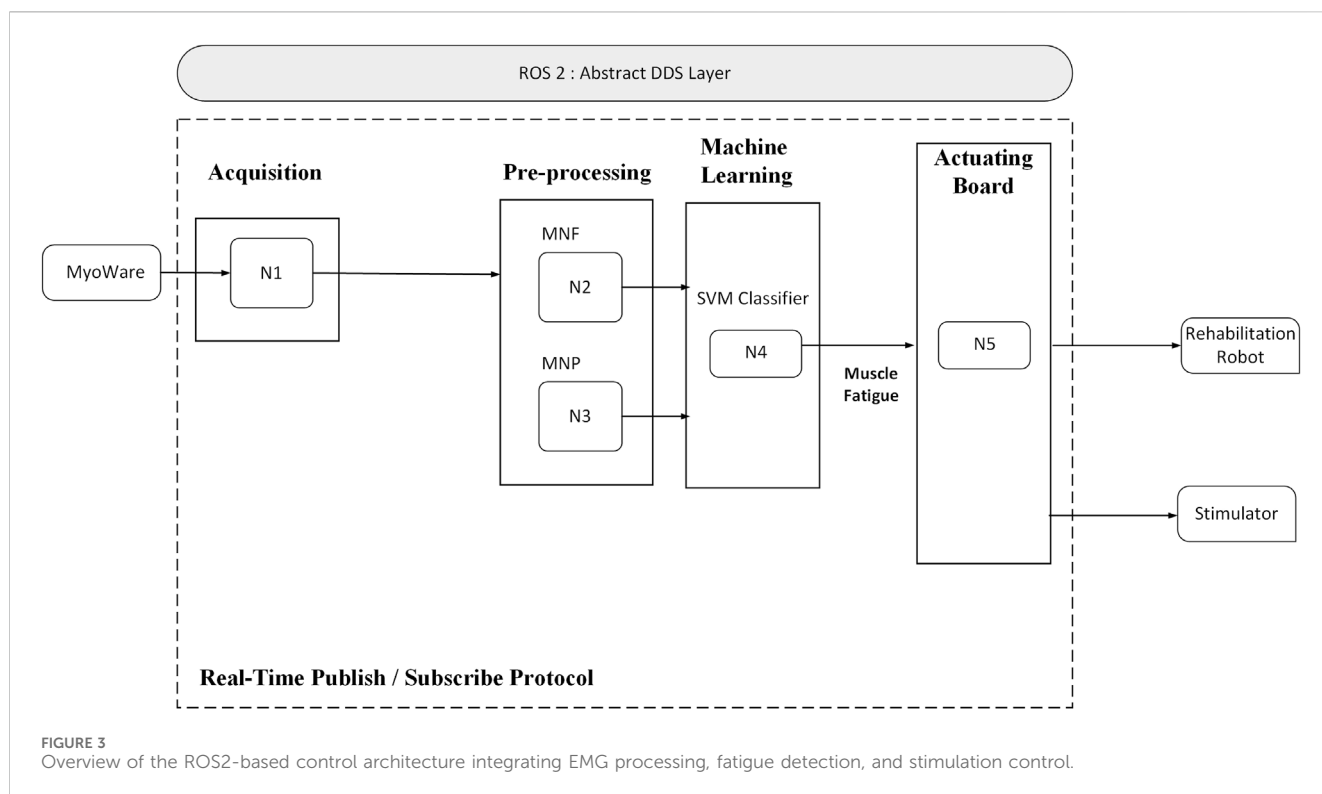 ROS 2 : Abstract DDS Layer
Acquisition
Pre-processing
Machine
Learning
Actuating
Board
MyoWare
N1
MNF
N2
MNP
N3
SVM Classifier
N4
Muscle
Fatigue
N5
Rehabilitation
Robot
Stimulator
Real-Time Publish / Subscribe Protocol
FIGURE 3
Overview of the ROS2-based control architecture integrating EMG processing, fatigue detection, and stimulation control.